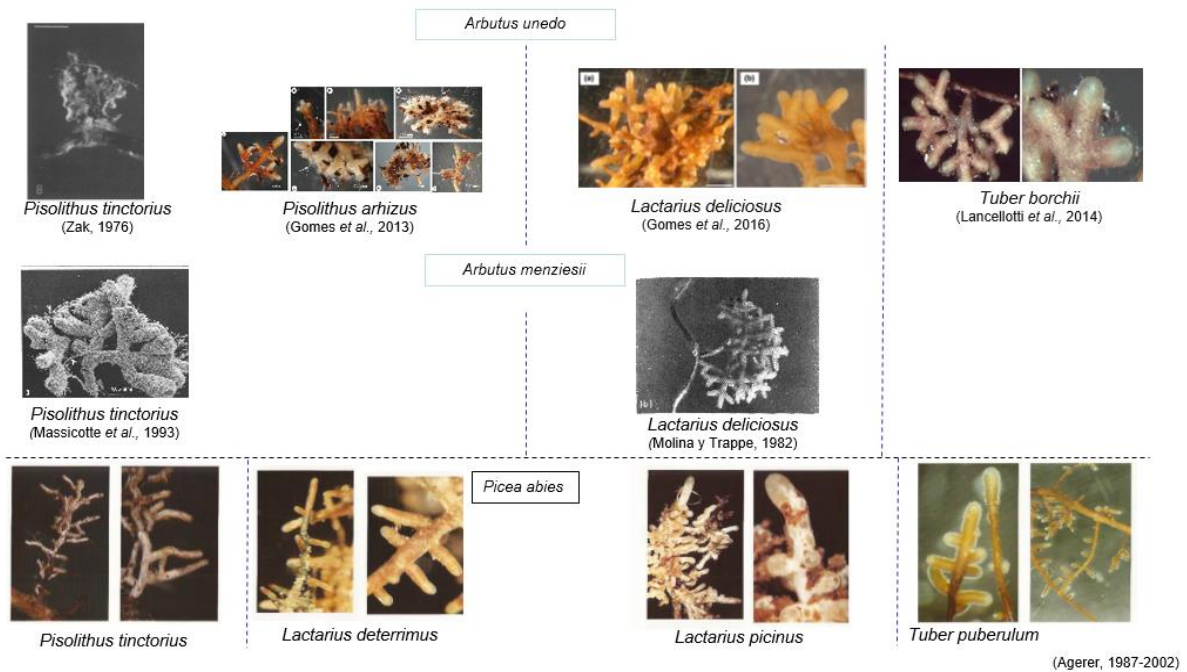 Arbutus unedo
Pisolithus tinctorius
(Zak, 1976)
Pisolithus arhizus
(Gomes et al., 2013)
(a)
(b)
Lactarius deliciosus
(Gomes et al., 2016)
Tuber borchii
(Lancellotti et al., 2014)
Arbutus menziesii
Pisolithus tinctorius
(Massicotte et al., 1993)
Lactarius deliciosus
(Molina y Trappe, 1982)
Picea abies
Pisolithus tinctorius
Lactarius deterrimus
Lactarius picinus
Tuber puberulum
(Agerer, 1987-2002)